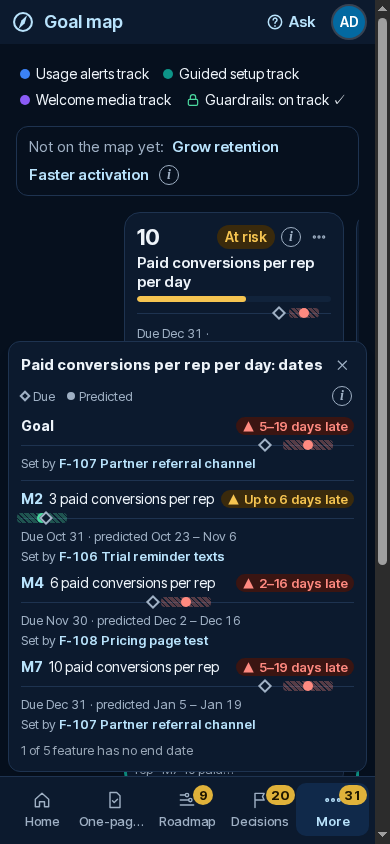 Goal map
Ask
AD
Usage alerts track
Guided setup track
Welcome media track
Guardrails: on track ✓
Not on the map yet: Grow retention
Faster activation
i
10
At risk
i
Paid conversions per rep
per day
Due Dec 31 ·
Paid conversions per rep per day: dates
Due
Predicted
i
Goal
▲ 5–19 days late
Set by F-107 Partner referral channel
M2 3 paid conversions per rep
▲ Up to 6 days late
Due Oct 31 · predicted Oct 23 – Nov 6
Set by F-106 Trial reminder texts
M4 6 paid conversions per rep
▲ 2–16 days late
Due Nov 30 · predicted Dec 2 – Dec 16
Set by F-108 Pricing page test
M7 10 paid conversions per rep
▲ 5–19 days late
Due Dec 31 · predicted Jan 5 – Jan 19
Set by F-107 Partner referral channel
1 of 5 feature has no end date
9
20
31
Home
One-pag...
Roadmap
Decisions
More